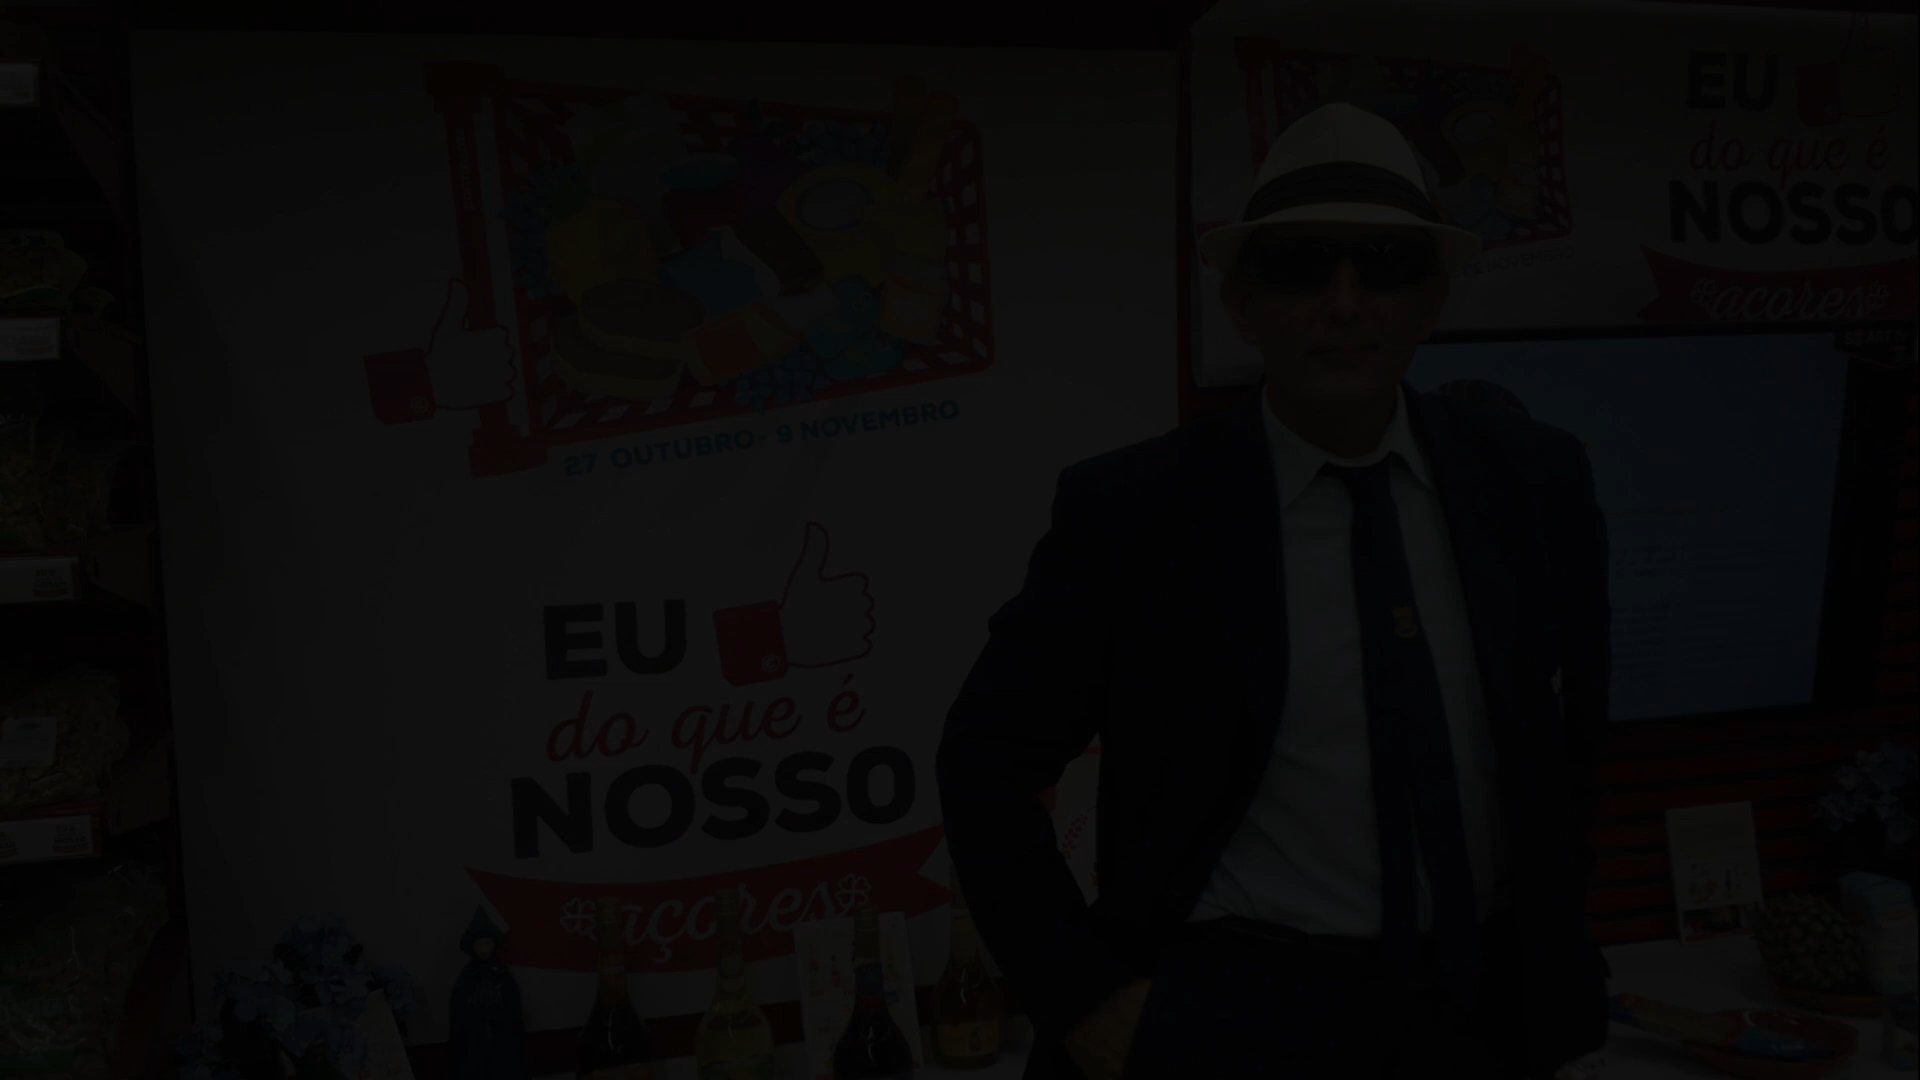 27 OUTUBRO - 9 NOVEMBRO
EU
do que é
NOSSO
açores
EU
do que é
NOSSO
açores